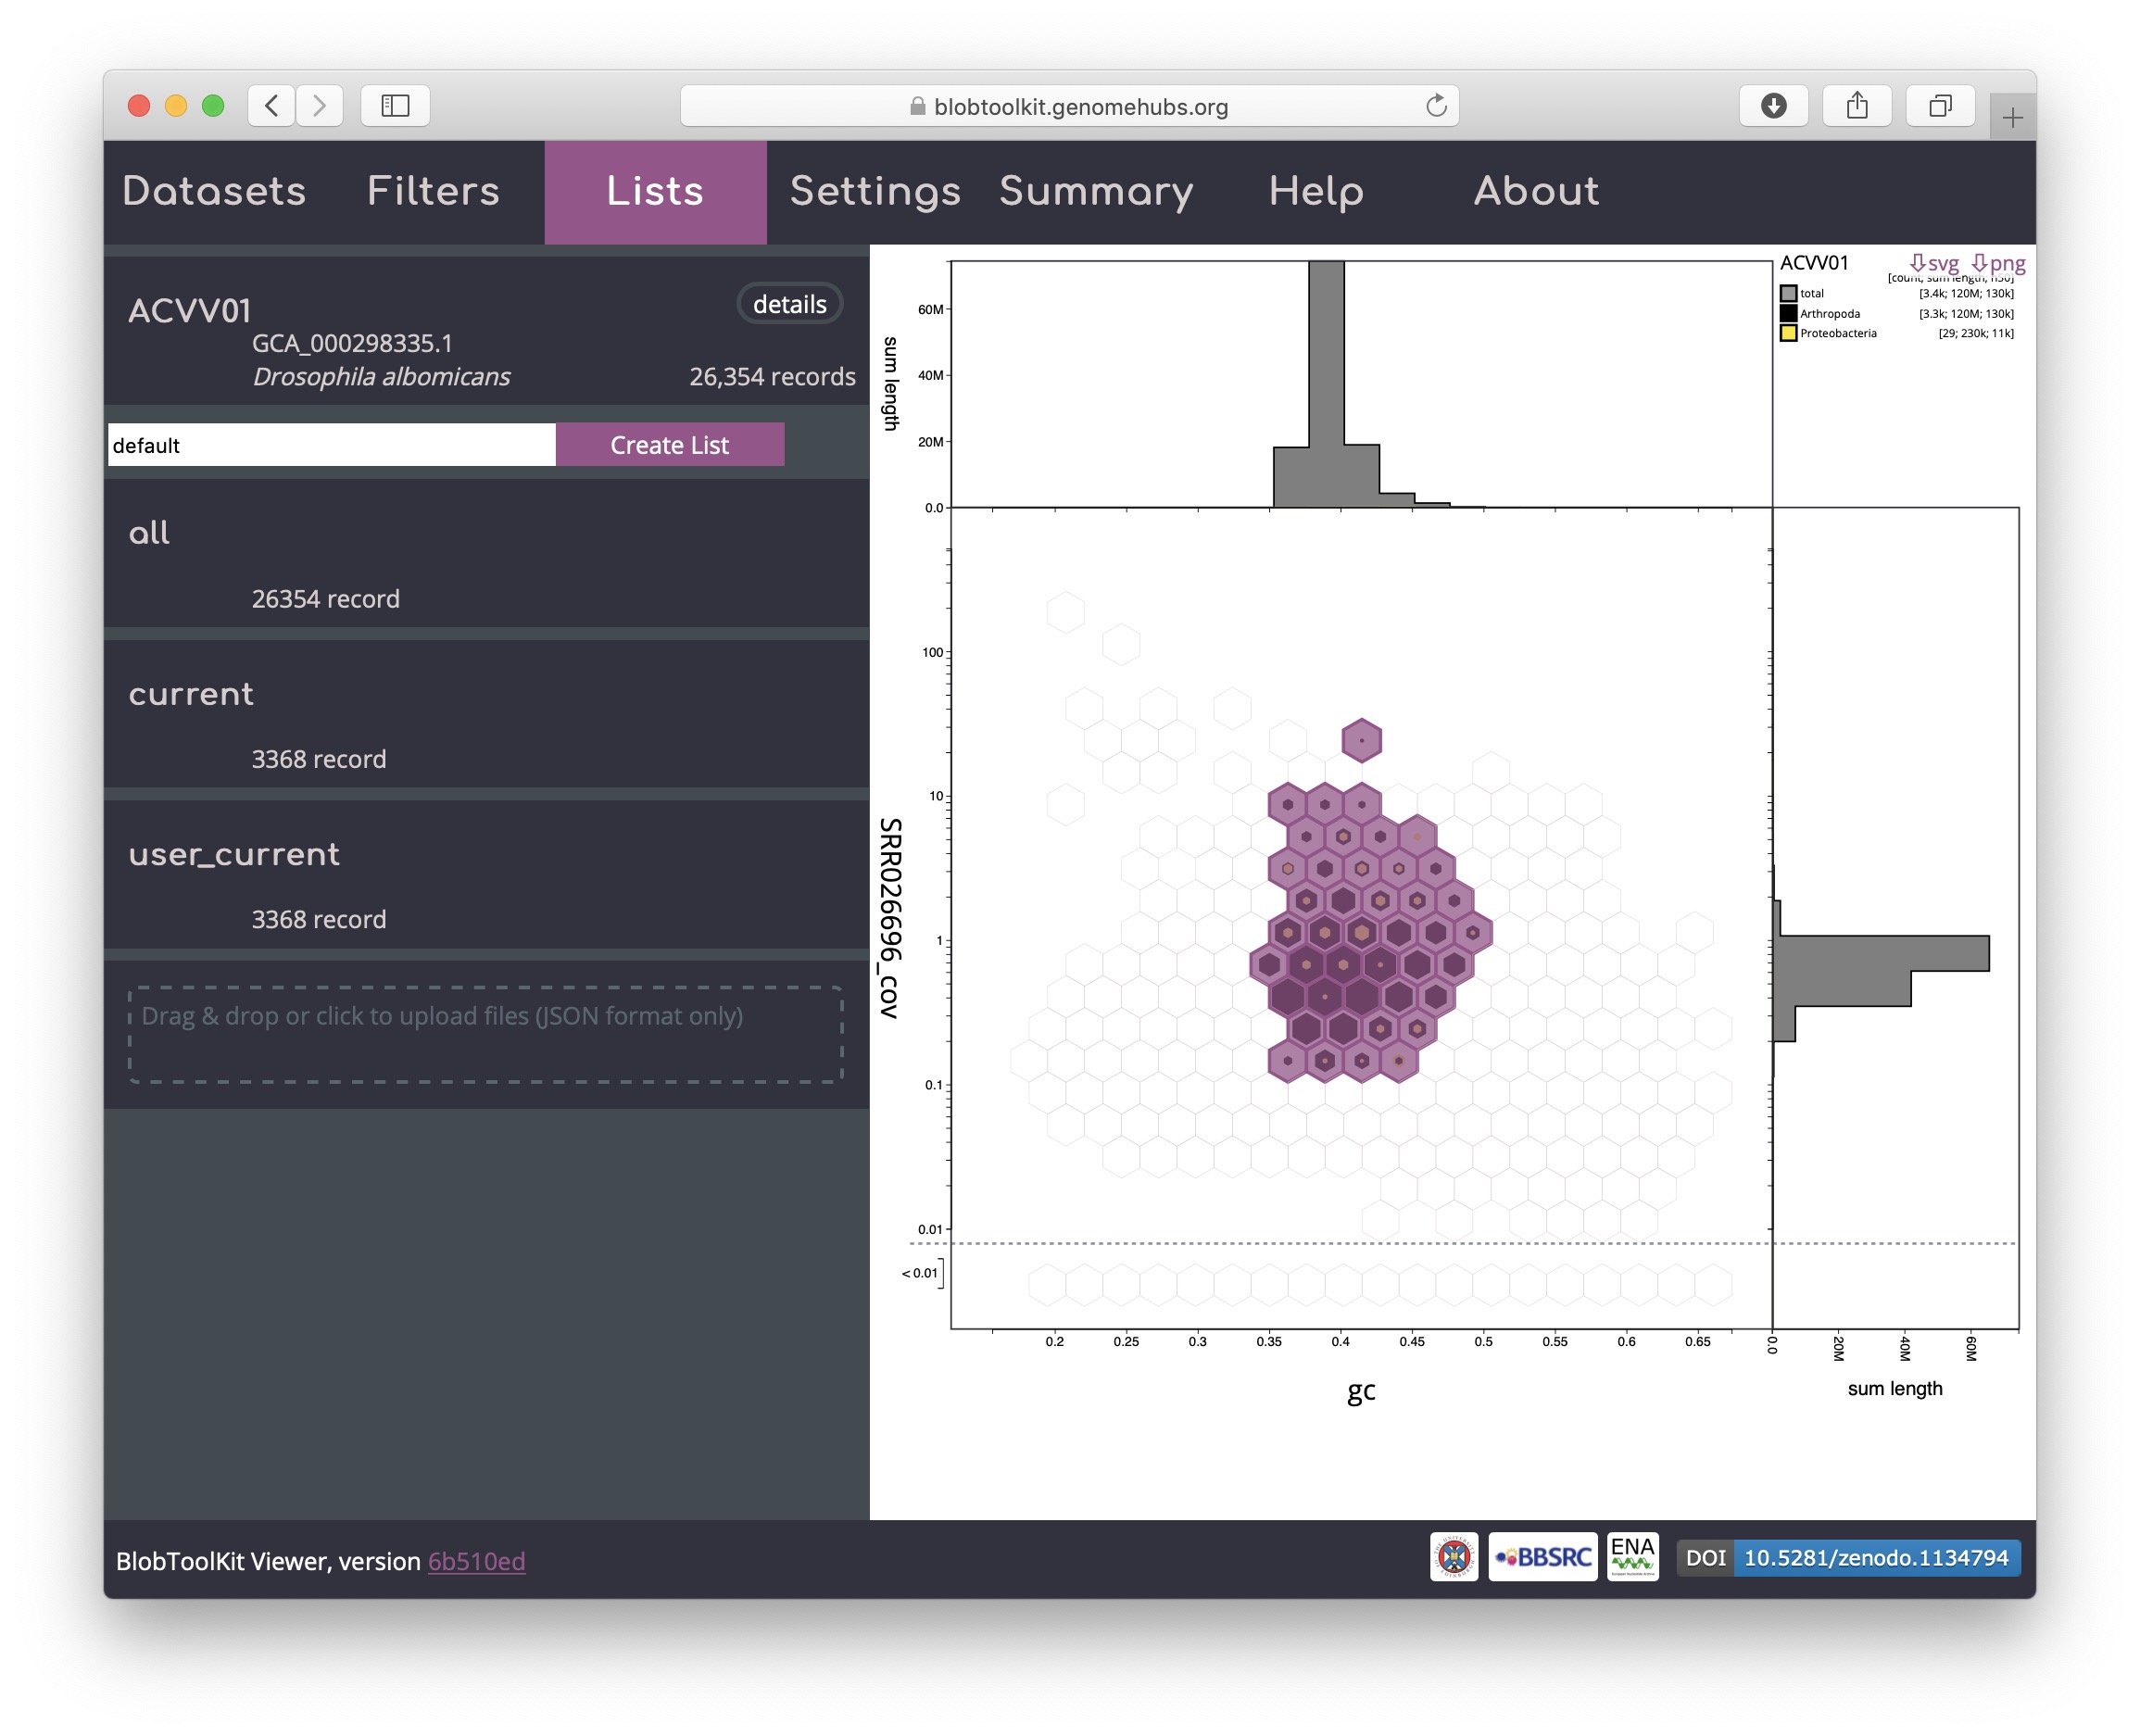 blobtoolkit.genomehubs.org
Datasets Filters Lists Settings Summary Help About
ACVV01
details
GCA_000298335.1
Drosophila albomicans 26,354 records
default Create List
all
26354 record
current
3368 record
user_current
3368 record
Drag & drop or click to upload files (JSON format only)
sum length
60M
40M
20M
0.0
ACVV01
svg png
[count; sum length; n50]
total [3.4k; 120M; 130k]
Arthropoda [3.3k; 120M; 130k]
Proteobacteria [29; 230k; 11k]
SRR026696_cov
100
10
1
0.1
0.01
< 0.01
0.2 0.25 0.3 0.35 0.4 0.45 0.5 0.55 0.6 0.65
gc
0.0 20M 40M 60M
sum length
BlobToolKit Viewer, version 6b510ed
BBSRC
ENA
DOI 10.5281/zenodo.1134794